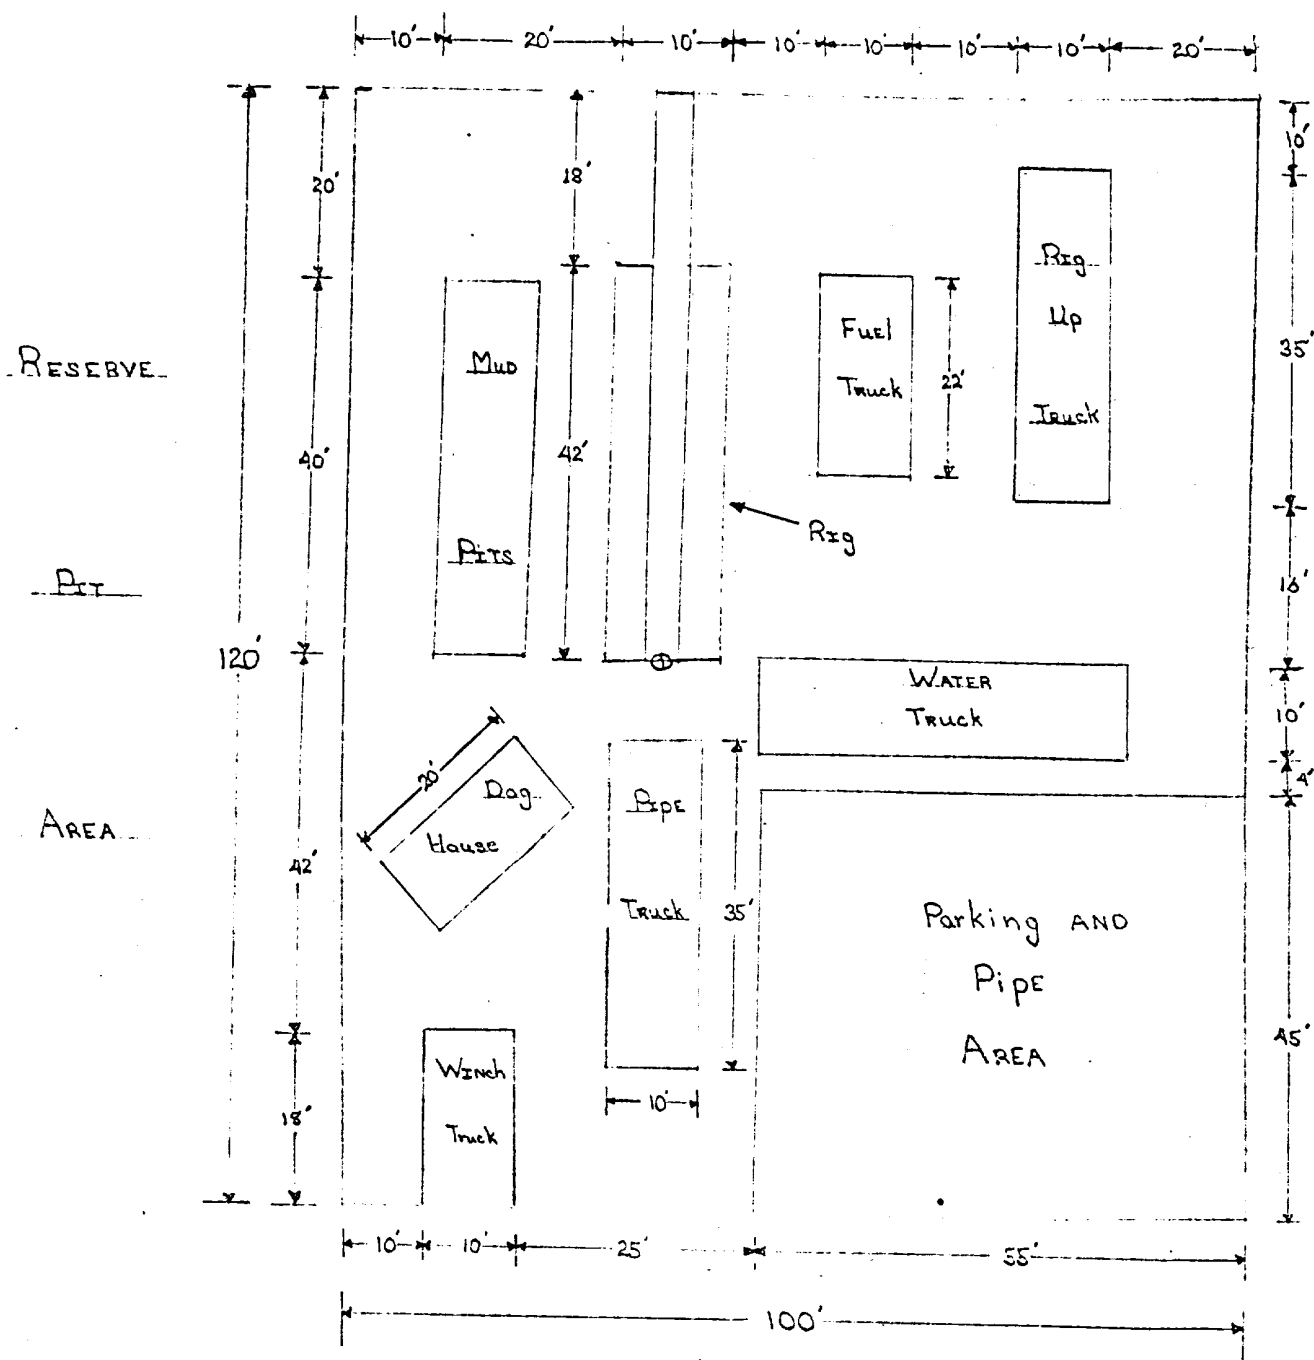 10' 20' 10' 10' 10' 10' 10' 20'
10'
20'
18'
Rig
Up
Truck
Fuel
Truck
22'
35'
Mud
Pits
42'
40'
Reserve
Pit
Area
Rig
120'
16'
Water
Truck
10'
4'
20'
Dog
House
Pipe
Truck
35'
42'
Parking and
Pipe
Area
45'
Winch
Truck
10'
18'
10' 10' 25' 55'
100'